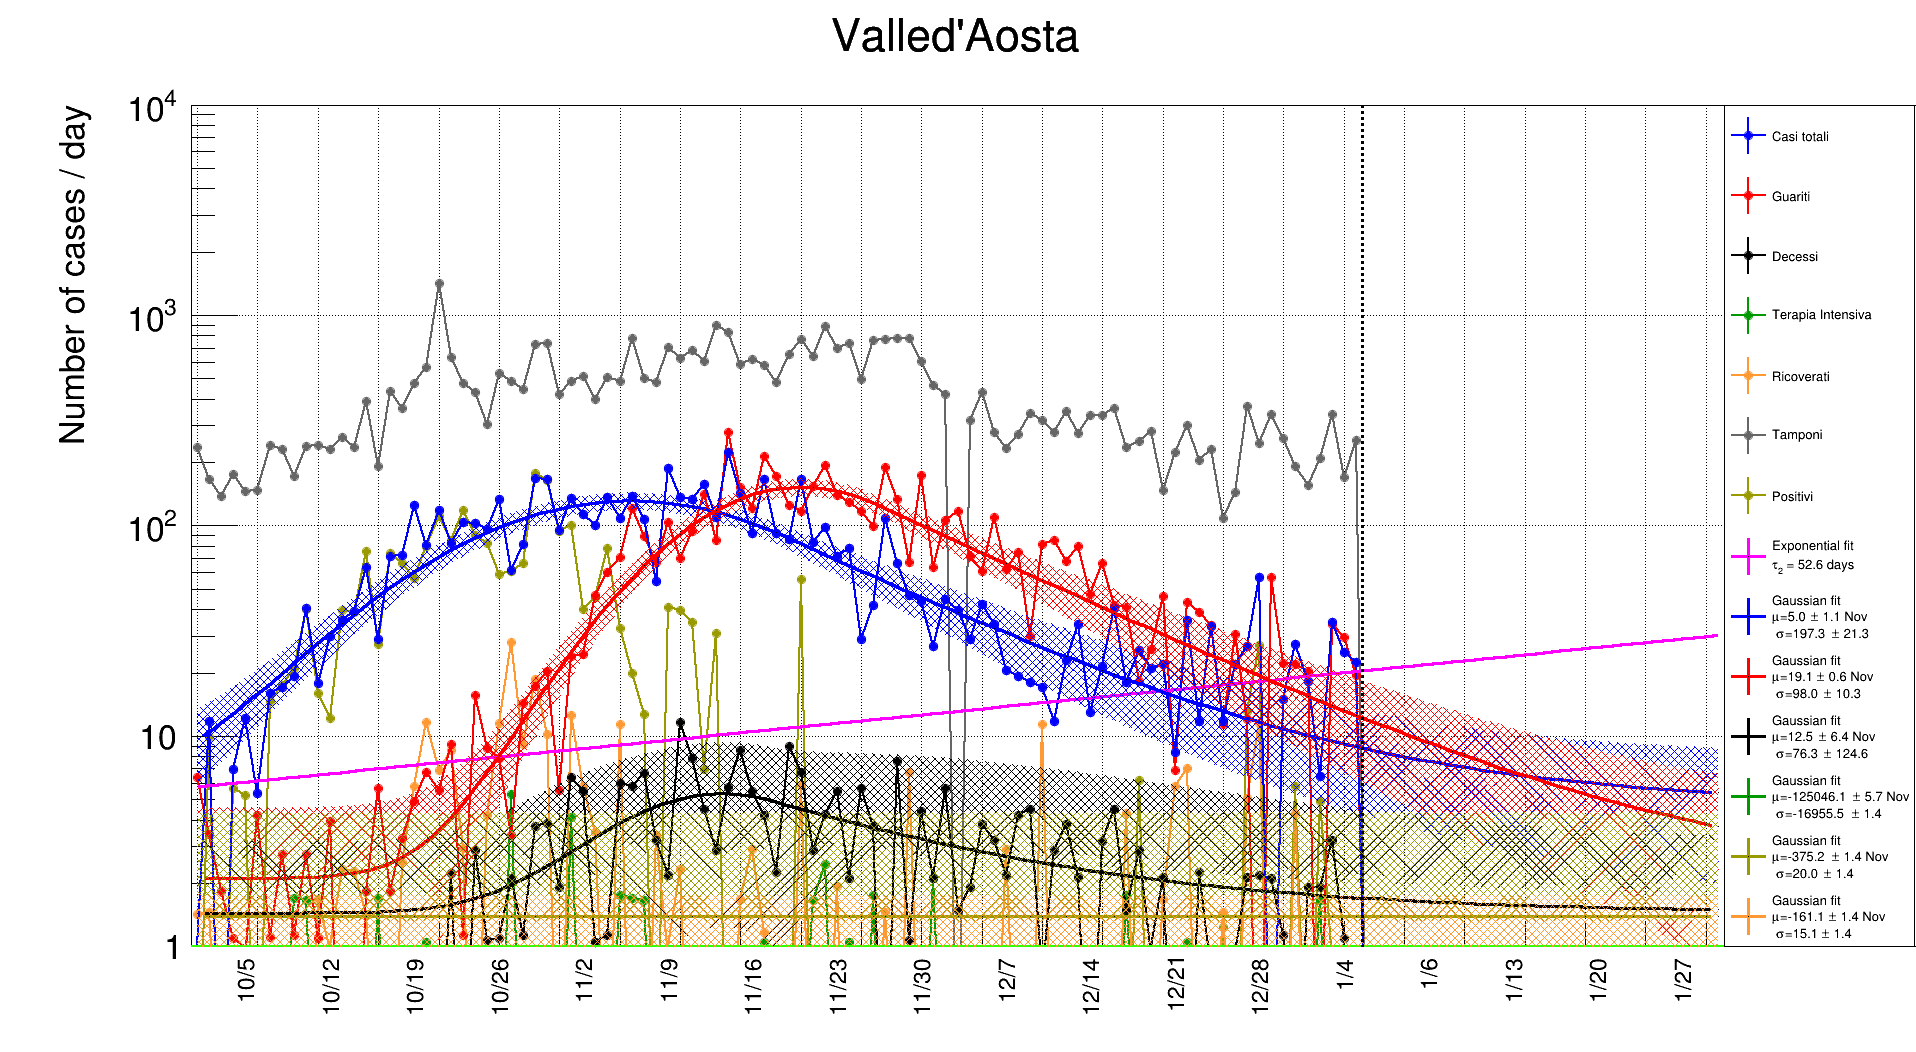 Valled'Aosta
Number of cases / day
10^4
10^3
10^2
10
1
10/5 10/12 10/19 10/26 11/2 11/9 11/16 11/23 11/30 12/7 12/14 12/21 12/28 1/4 1/6 1/13 1/20 1/27
Casi totali
Guariti
Decessi
Terapia Intensiva
Ricoverati
Tamponi
Positivi
Exponential fit
τ2 = 52.6 days
Gaussian fit
μ=5.0 ± 1.1 Nov
σ=197.3 ± 21.3
Gaussian fit
μ=19.1 ± 0.6 Nov
σ=98.0 ± 10.3
Gaussian fit
μ=12.5 ± 6.4 Nov
σ=76.3 ± 124.6
Gaussian fit
μ=-125046.1 ± 5.7 Nov
σ=-16955.5 ± 1.4
Gaussian fit
μ=-375.2 ± 1.4 Nov
σ=20.0 ± 1.4
Gaussian fit
μ=-161.1 ± 1.4 Nov
σ=15.1 ± 1.4